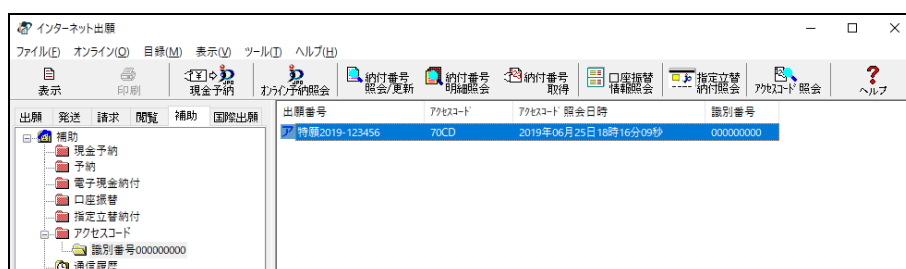 インターネット出願
ファイル(F) オンライン(O) 目録(M) 表示(V) ツール(T) ヘルプ(H)
表示 印刷 現金予納 オンライン予納照会 納付番号照会/更新 納付番号明細照会 納付番号取得 口座振替情報照会 指定立替納付照会 アクセスコード照会 ヘルプ
出願 発送 請求 閲覧 補助 国際出願
出願番号 アクセスコード アクセスコード 照会日時 識別番号
ア 特願2019-123456 70CD 2019年06月25日18時16分09秒 000000000
補助
現金予納
予納
電子現金納付
口座振替
指定立替納付
アクセスコード
識別番号000000000
通信履歴